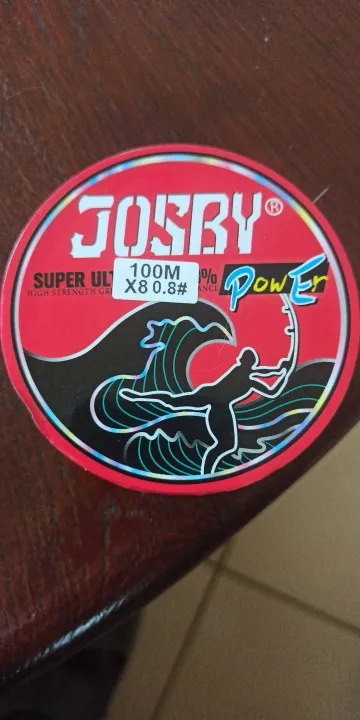 JOSBY®
SUPER ULT % PowEr
HIGH STRENGTH
100M
X8 0.8#